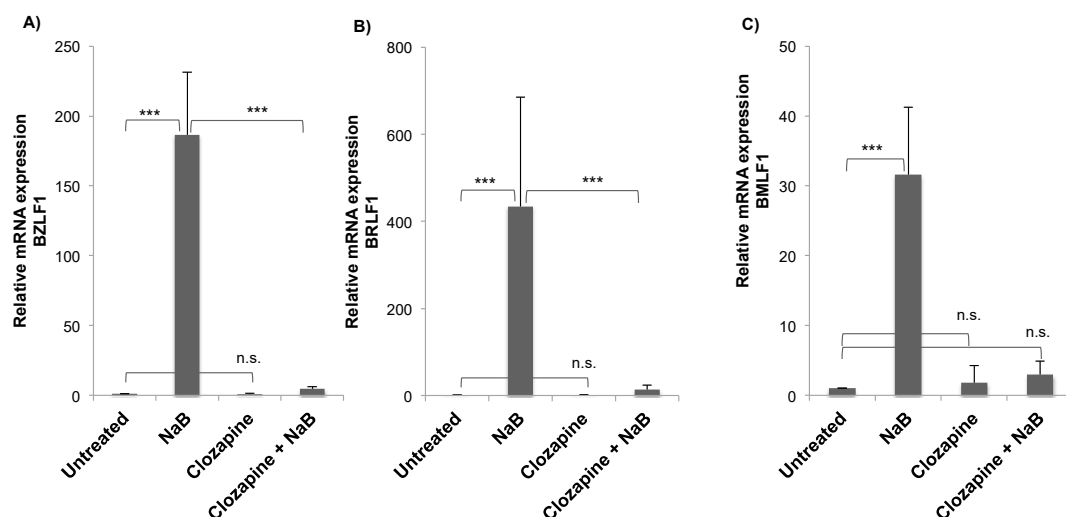 A)
Relative mRNA expression
BZLF1
250
200
150
100
50
0
***
***
n.s.
Untreated
NaB
Clozapine
Clozapine + NaB
B)
Relative mRNA expression
BRLF1
800
600
400
200
0
***
***
n.s.
Untreated
NaB
Clozapine
Clozapine + NaB
C)
Relative mRNA expression
BMLF1
50
40
30
20
10
0
***
n.s.
n.s.
Untreated
NaB
Clozapine
Clozapine + NaB